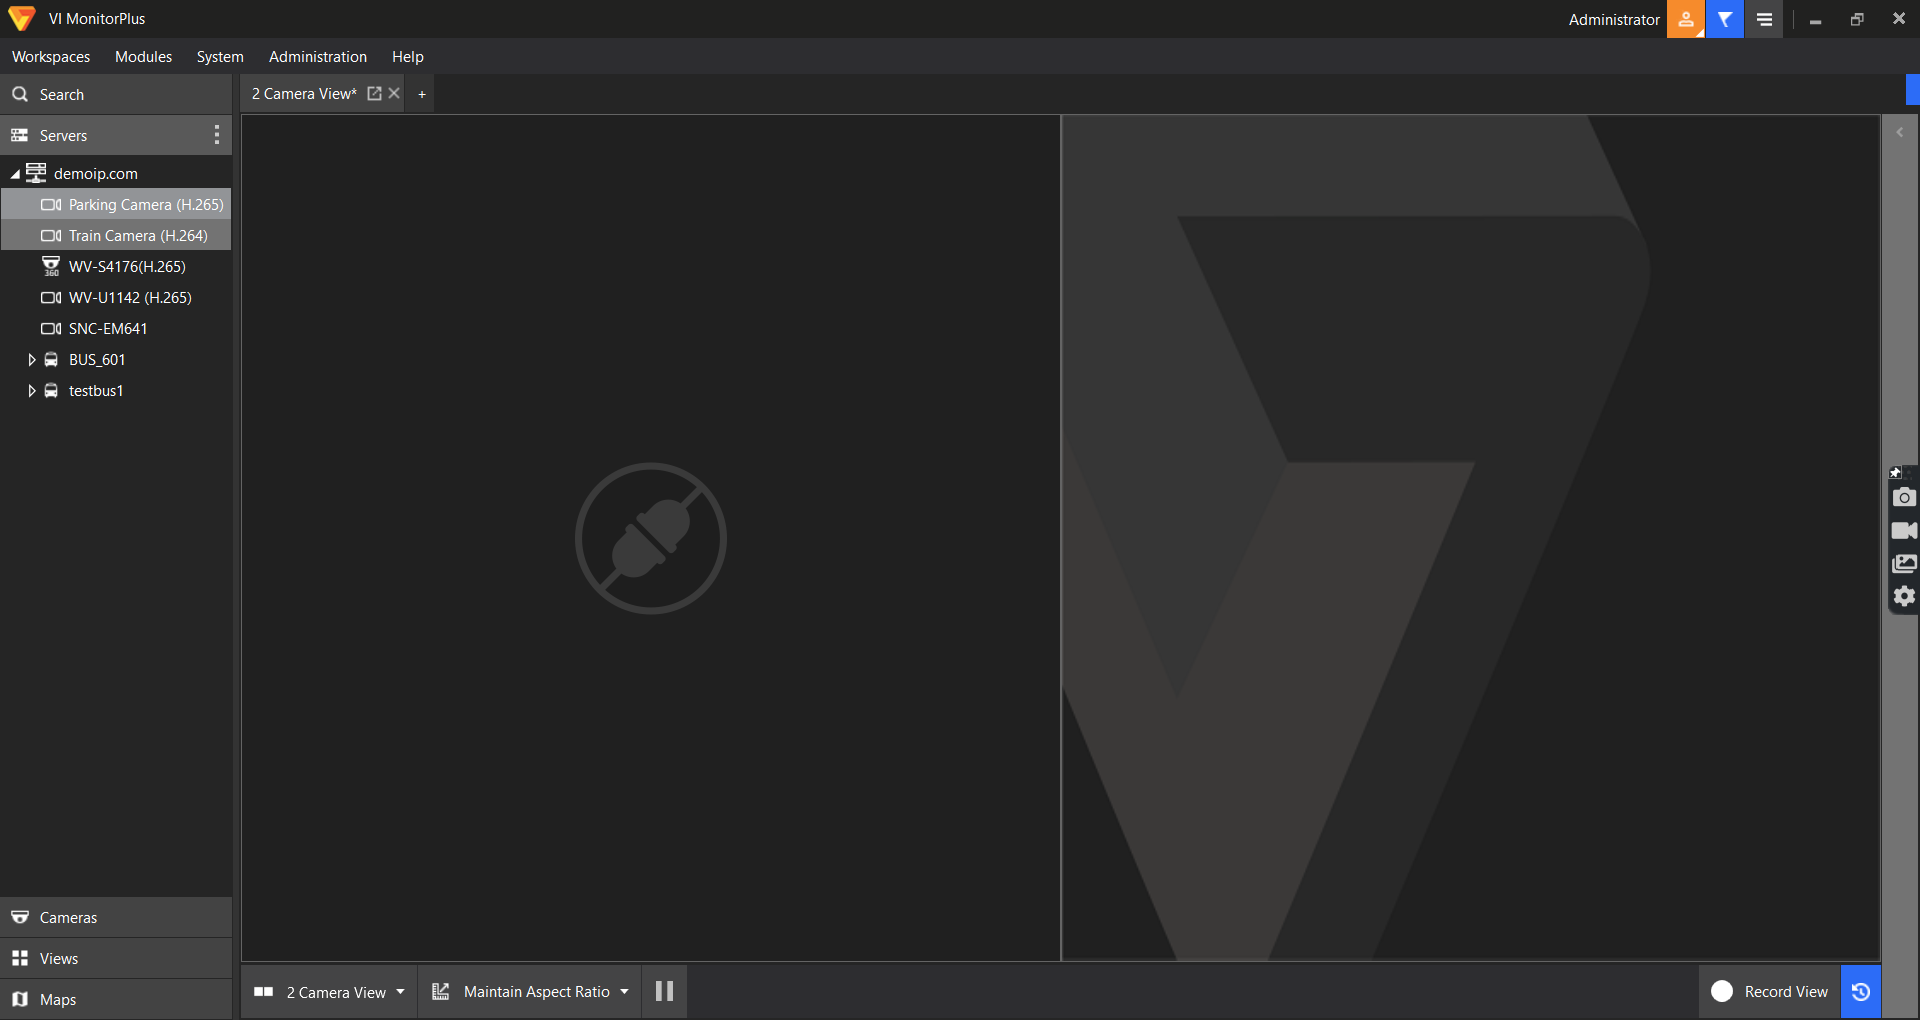 VI MonitorPlus
Administrator
Workspaces Modules System Administration Help
Search
2 Camera View* +
Servers
demoip.com
Parking Camera (H.265)
Train Camera (H.264)
360 WV-S4176(H.265)
WV-U1142 (H.265)
SNC-EM641
BUS_601
testbus1
Cameras
Views
Maps
2 Camera View Maintain Aspect Ratio Record View